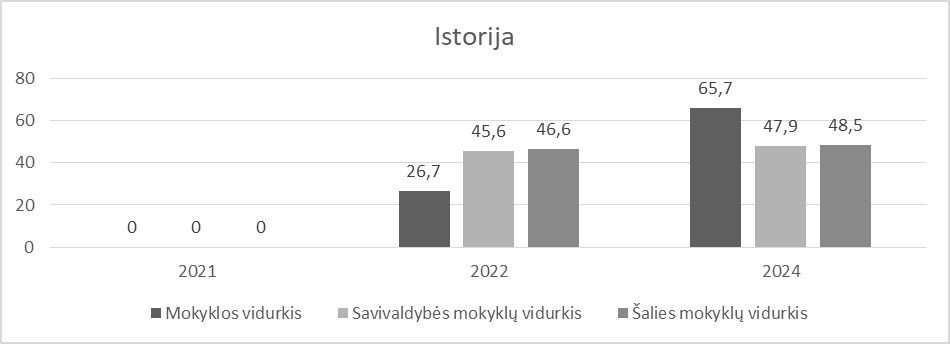 Istorija
80
60
40
20
0
0 0 0
26,7 45,6 46,6
65,7 47,9 48,5
2021 2022 2024
Mokyklos vidurkis Savivaldybės mokyklų vidurkis Šalies mokyklų vidurkis